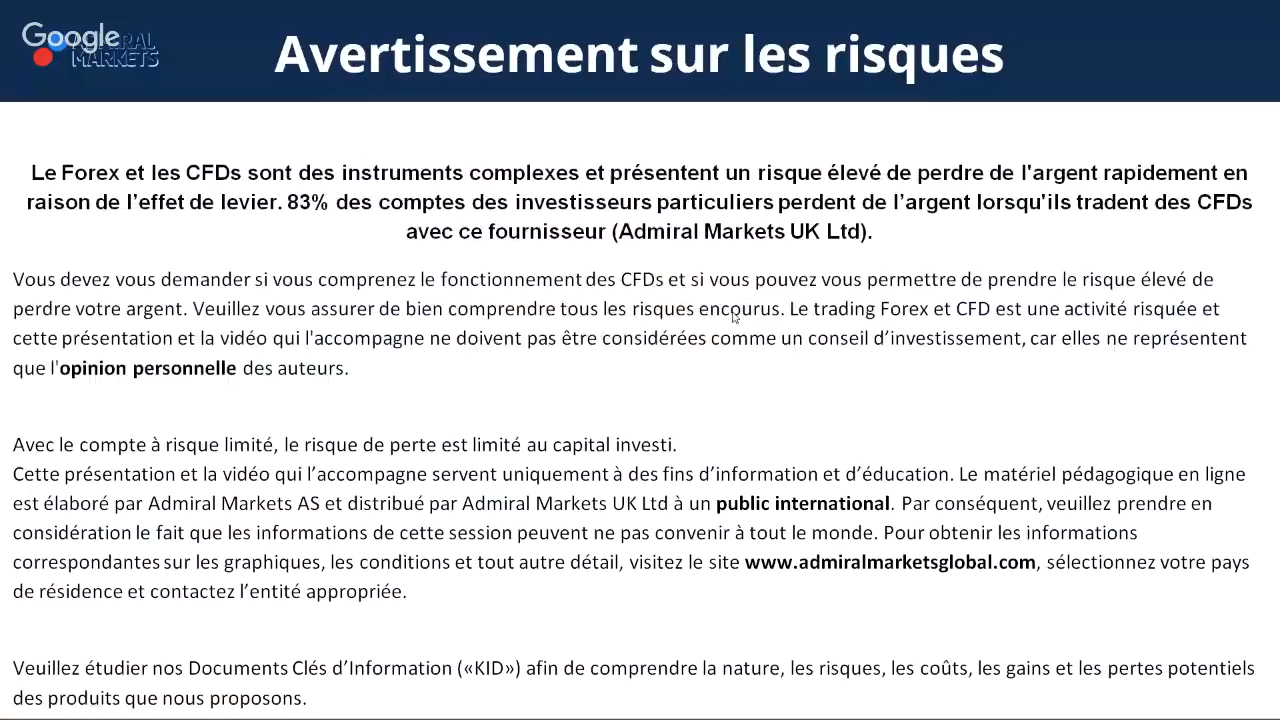 Google
MARKETS
Avertissement sur les risques
Le Forex et les CFDs sont des instruments complexes et présentent un risque élevé de perdre de l'argent rapidement en
raison de l’effet de levier. 83% des comptes des investisseurs particuliers perdent de l’argent lorsqu'ils tradent des CFDs
avec ce fournisseur (Admiral Markets UK Ltd).
Vous devez vous demander si vous comprenez le fonctionnement des CFDs et si vous pouvez vous permettre de prendre le risque élevé de
perdre votre argent. Veuillez vous assurer de bien comprendre tous les risques encourus. Le trading Forex et CFD est une activité risquée et
cette présentation et la vidéo qui l'accompagne ne doivent pas être considérées comme un conseil d’investissement, car elles ne représentent
que l'opinion personnelle des auteurs.
Avec le compte à risque limité, le risque de perte est limité au capital investi.
Cette présentation et la vidéo qui l’accompagne servent uniquement à des fins d’information et d’éducation. Le matériel pédagogique en ligne
est élaboré par Admiral Markets AS et distribué par Admiral Markets UK Ltd à un public international. Par conséquent, veuillez prendre en
considération le fait que les informations de cette session peuvent ne pas convenir à tout le monde. Pour obtenir les informations
correspondantes sur les graphiques, les conditions et tout autre détail, visitez le site www.admiralmarketsglobal.com, sélectionnez votre pays
de résidence et contactez l’entité appropriée.
Veuillez étudier nos Documents Clés d’Information («KID») afin de comprendre la nature, les risques, les coûts, les gains et les pertes potentiels
des produits que nous proposons.